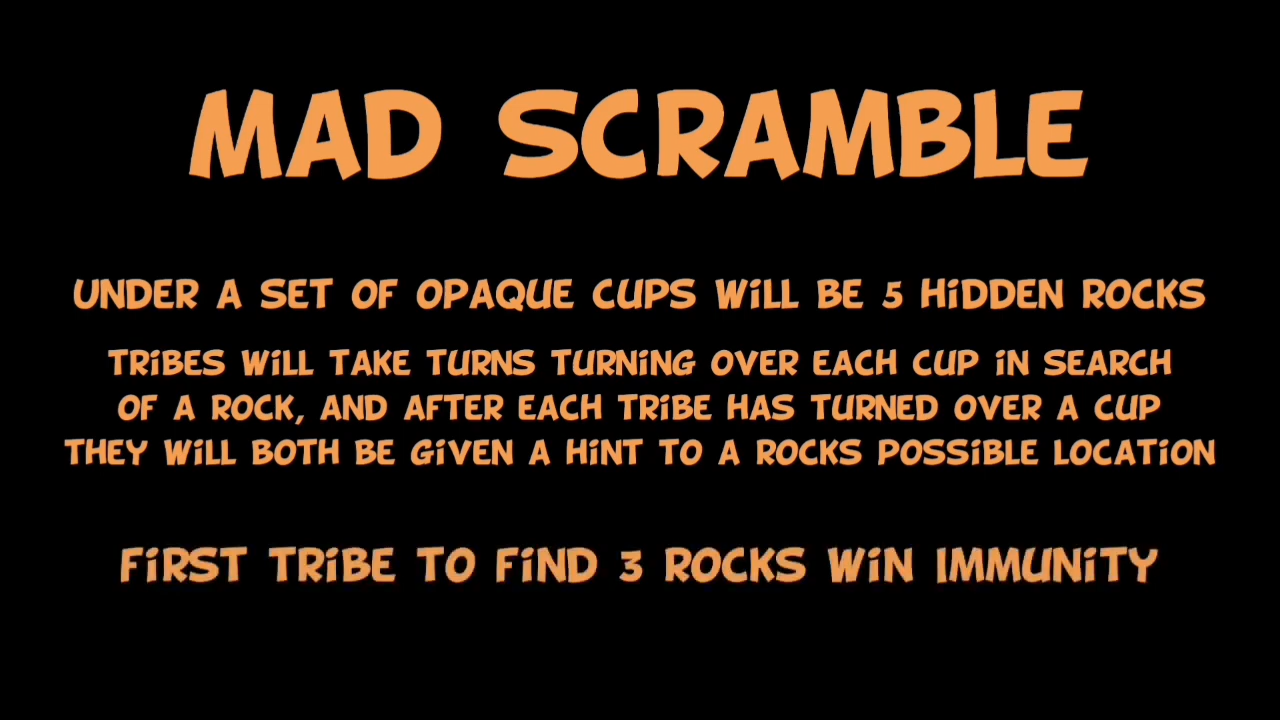 MAD SCRAMBLE
UNDER A SET OF OPAQUE CUPS WiLL BE 5 HiDDEN ROCKS
TRiBES WiLL TAKE TURNS TURNiNG OVER EACH CUP iN SEARCH
OF A ROCK, AND AFTER EACH TRiBE HAS TURNED OVER A CUP
THEY WiLL BOTH BE GiVEN A HiNT TO A ROCKS POSSiBLE LOCATiON
FiRST TRiBE TO FiND 3 ROCKS WiN IMMUNiTY